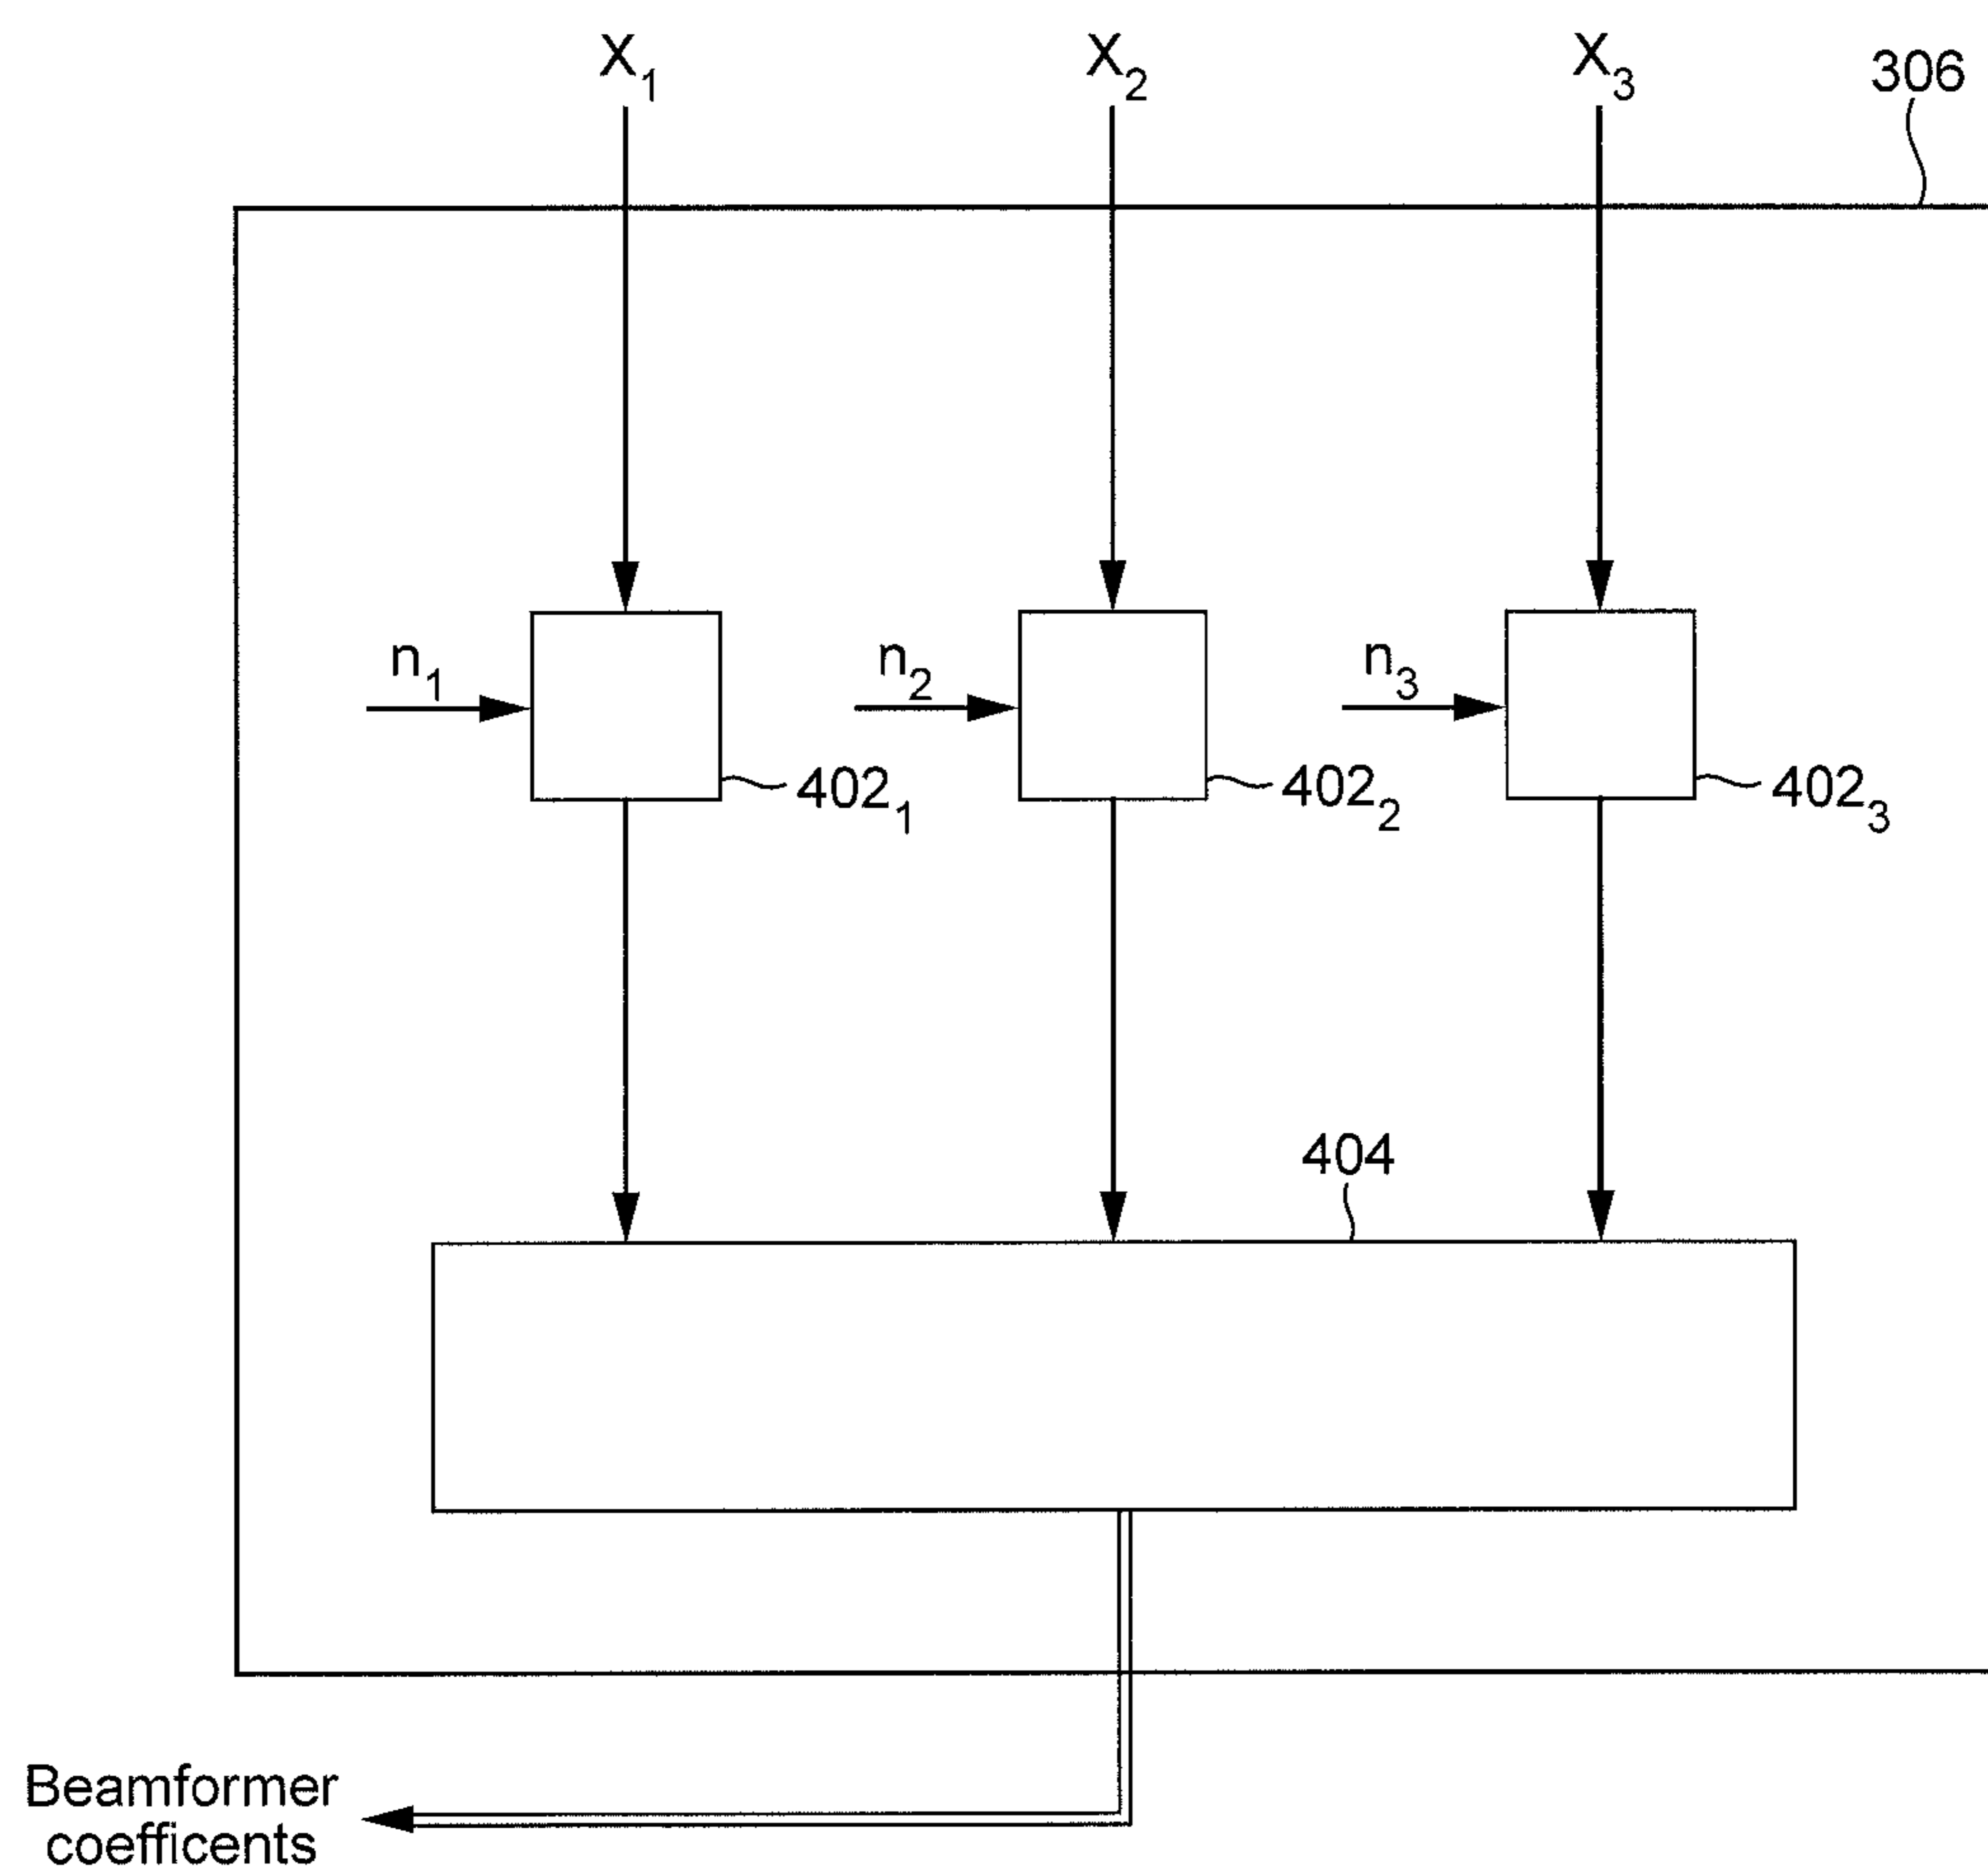 X1 X2 X3 306
n1 n2 n3
4021 4022 4023
404
Beamformer
coefficents